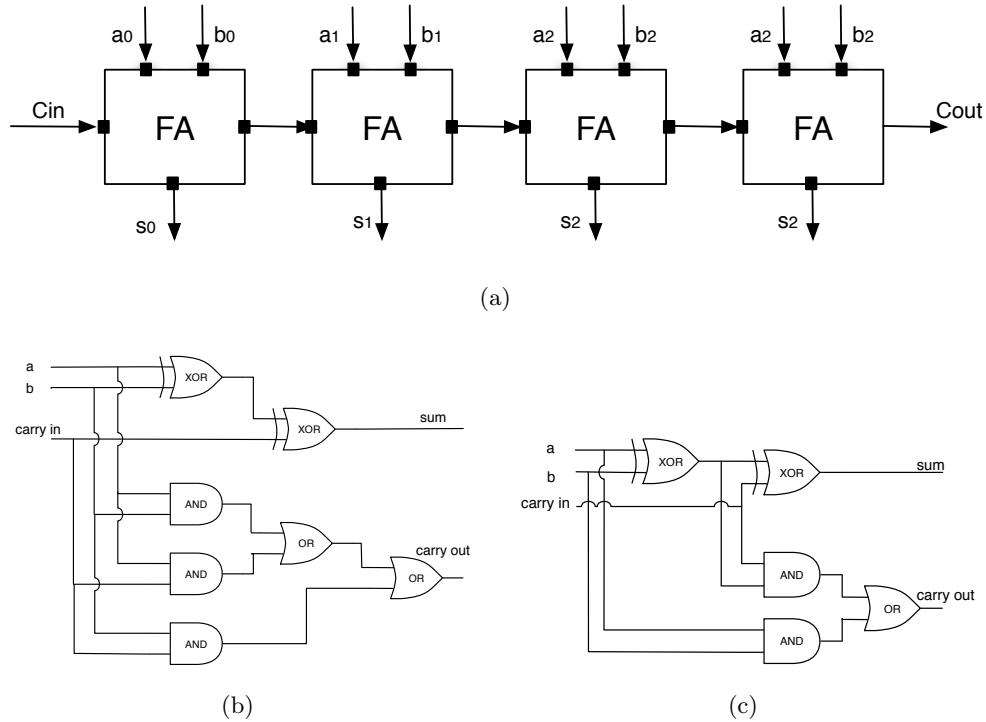 a0 b0 a1 b1 a2 b2 a2 b2
Cin FA FA FA FA Cout
s0 s1 s2 s2
(a)
a
b
carry in
XOR
XOR
sum
AND
AND
AND
OR
OR
carry out
(b)
a
b
carry in
XOR
XOR
sum
AND
AND
OR
carry out
(c)